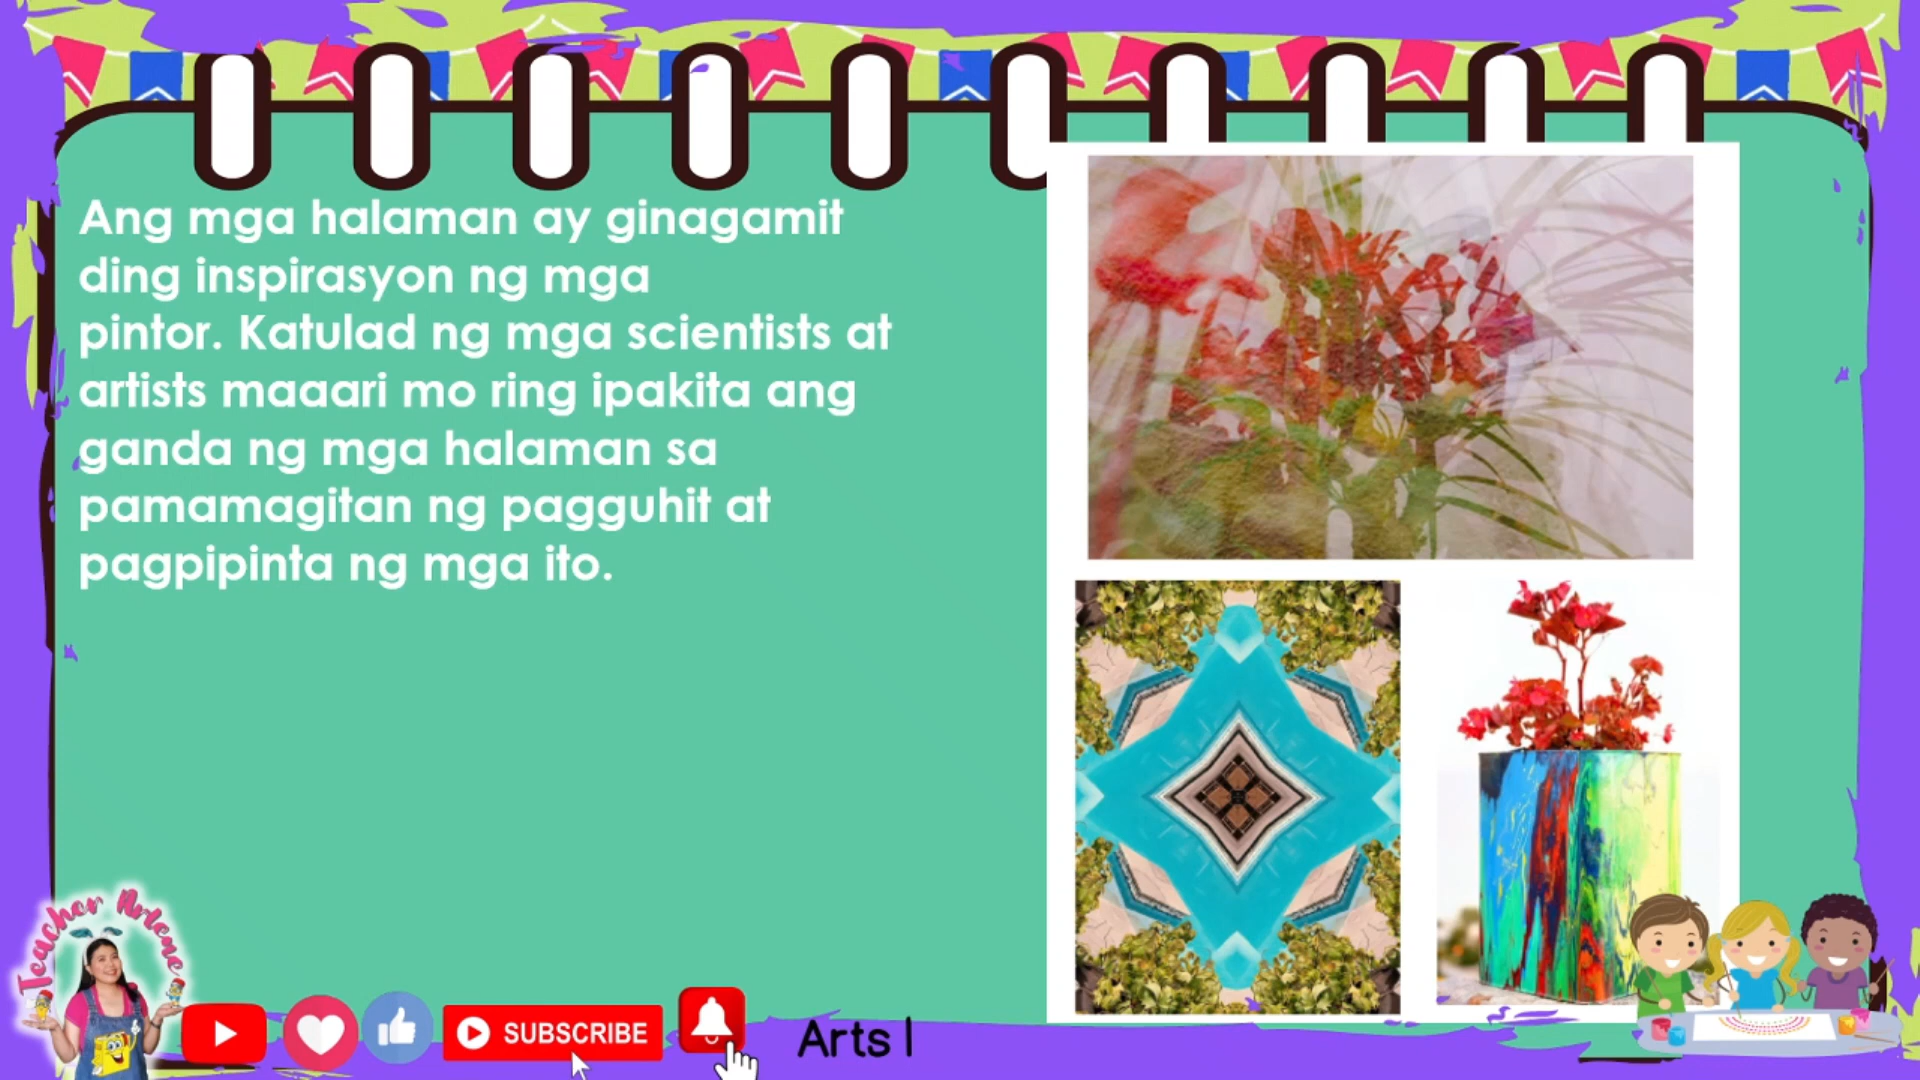 Ang mga halaman ay ginagamit
ding inspirasyon ng mga
pintor. Katulad ng mga scientists at
artists maaari mo ring ipakita ang
ganda ng mga halaman sa
pamamagitan ng pagguhit at
pagpipinta ng mga ito.
Teacher Arlene
SUBSCRIBE
Arts I